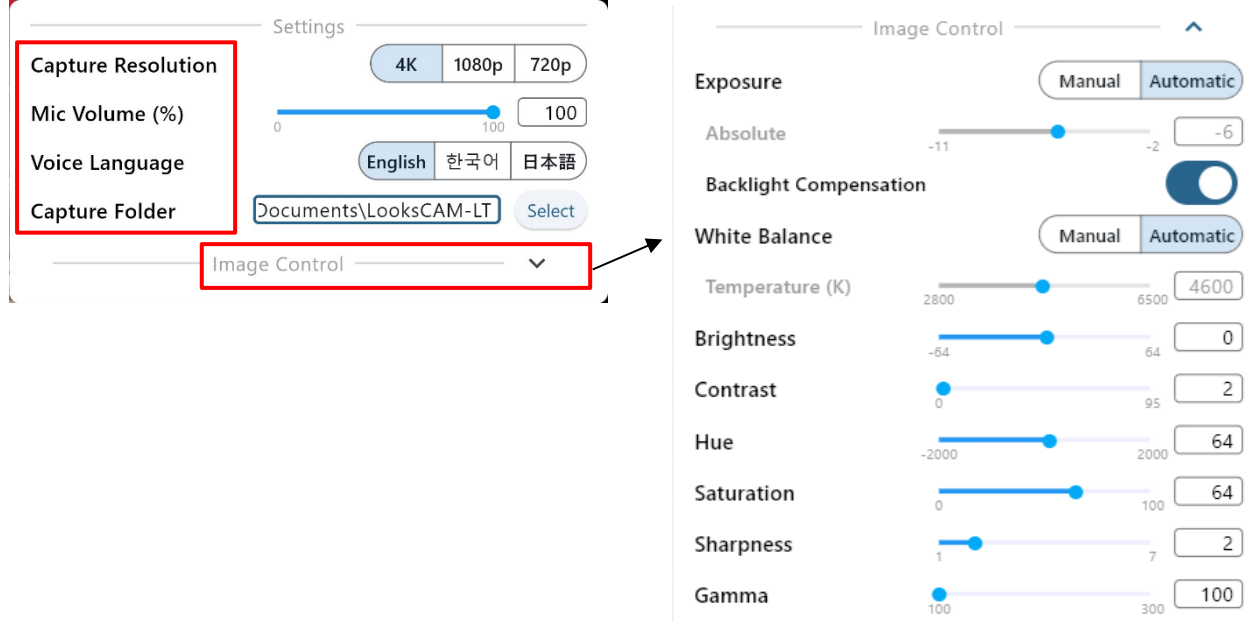 Settings
Capture Resolution 4K 1080p 720p
Mic Volume (%) 0 100 100
Voice Language English 한국어 日本語
Capture Folder Documents\LooksCAM-LT Select
Image Control
Image Control
Exposure Manual Automatic
Absolute -11 -2 -6
Backlight Compensation
White Balance Manual Automatic
Temperature (K) 2800 6500 4600
Brightness -64 64 0
Contrast 0 95 2
Hue -2000 2000 64
Saturation 0 100 64
Sharpness 1 7 2
Gamma 100 300 100